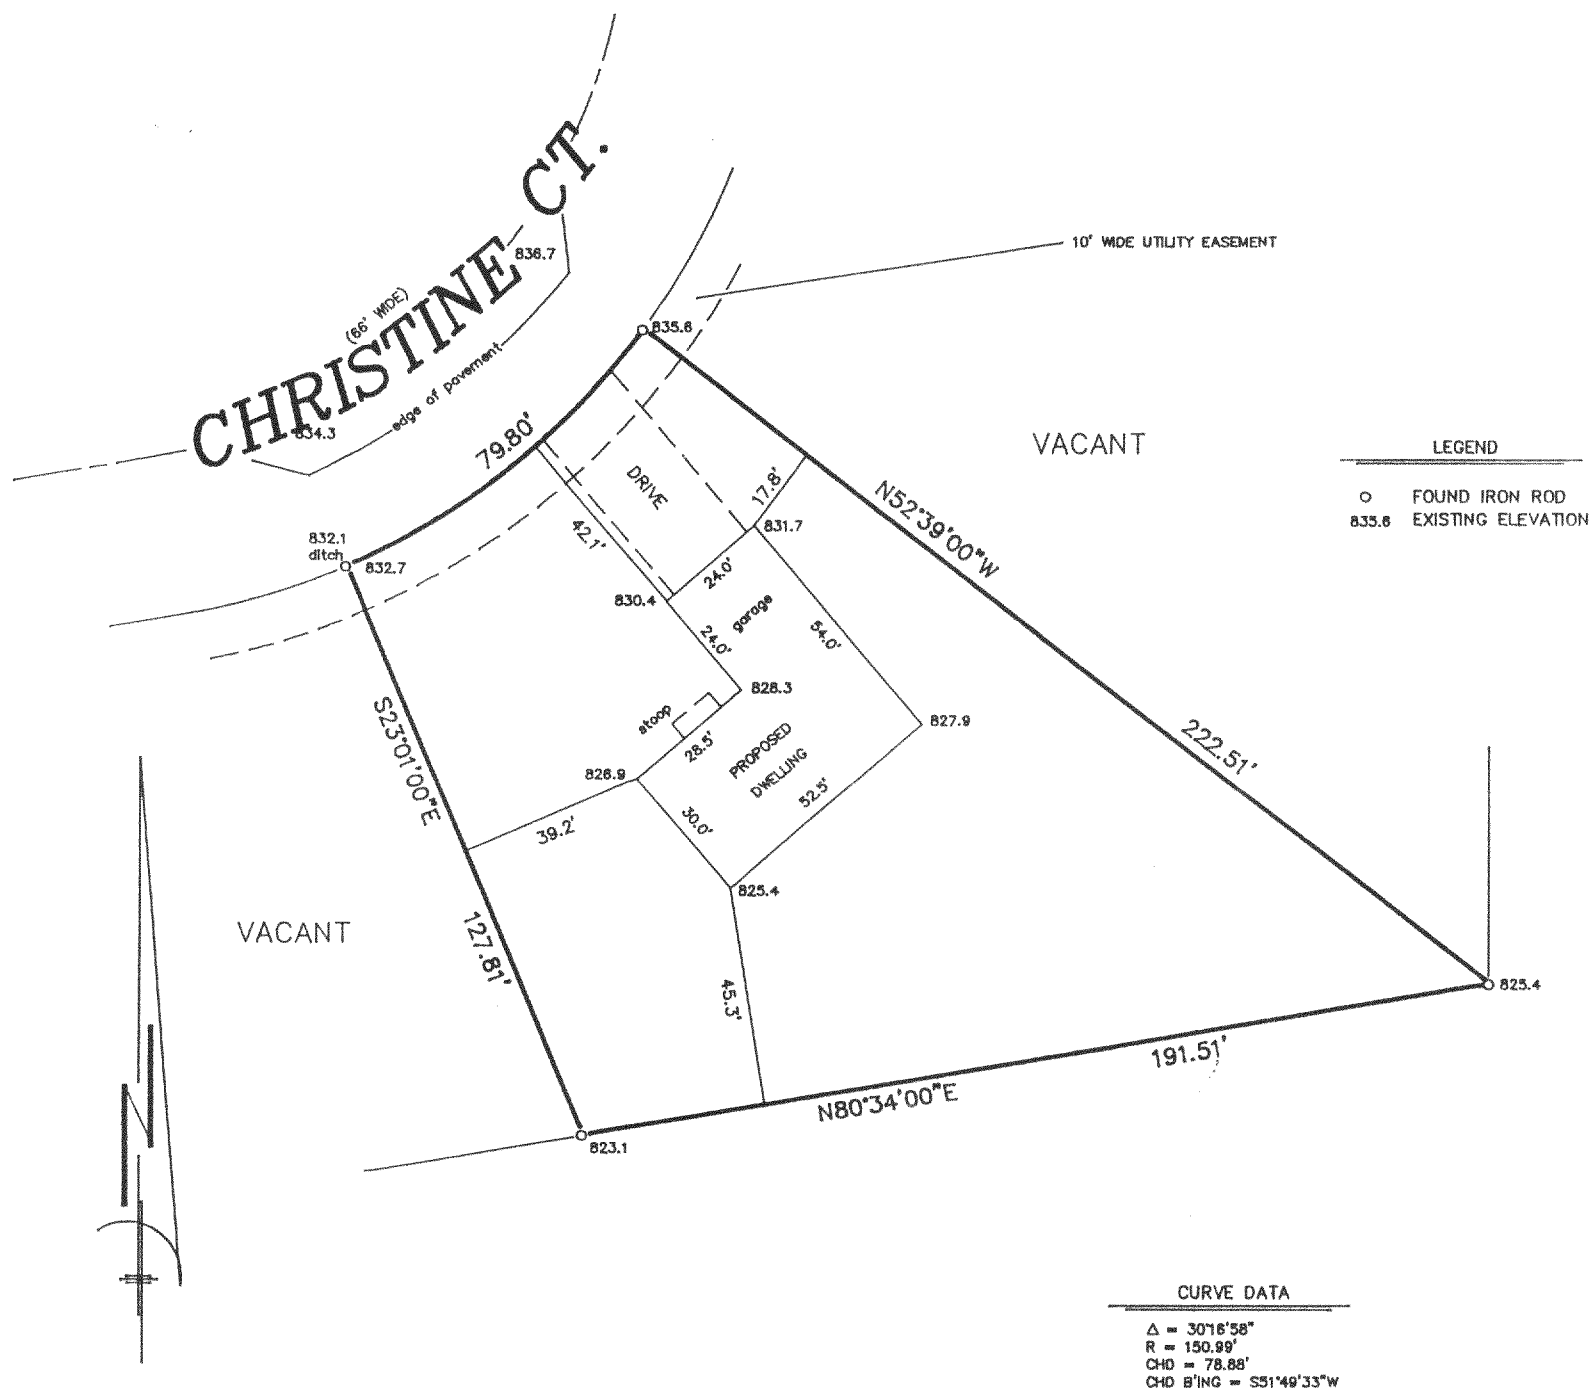 CHRISTINE CT.
(66' WIDE)
836.7
10' WIDE UTILITY EASEMENT
835.6
edge of pavement
834.3
79.80'
VACANT
LEGEND
FOUND IRON ROD
835.6 EXISTING ELEVATION
DRIVE
17.8'
N52°39'00"W
832.1
ditch
832.7
42.1'
831.7
24.0'
830.4
garage
24.0'
54.0'
828.3
stoop
827.9
28.5'
PROPOSED
DWELLING
S23°01'00"E
222.51'
826.9
52.5'
39.2'
30.0'
825.4
VACANT
127.81'
45.3'
825.4
191.51'
N80°34'00"E
823.1
N
CURVE DATA
Δ = 30°16'58"
R = 150.99'
CHD = 78.88'
CHD B'ING = S51°49'33"W